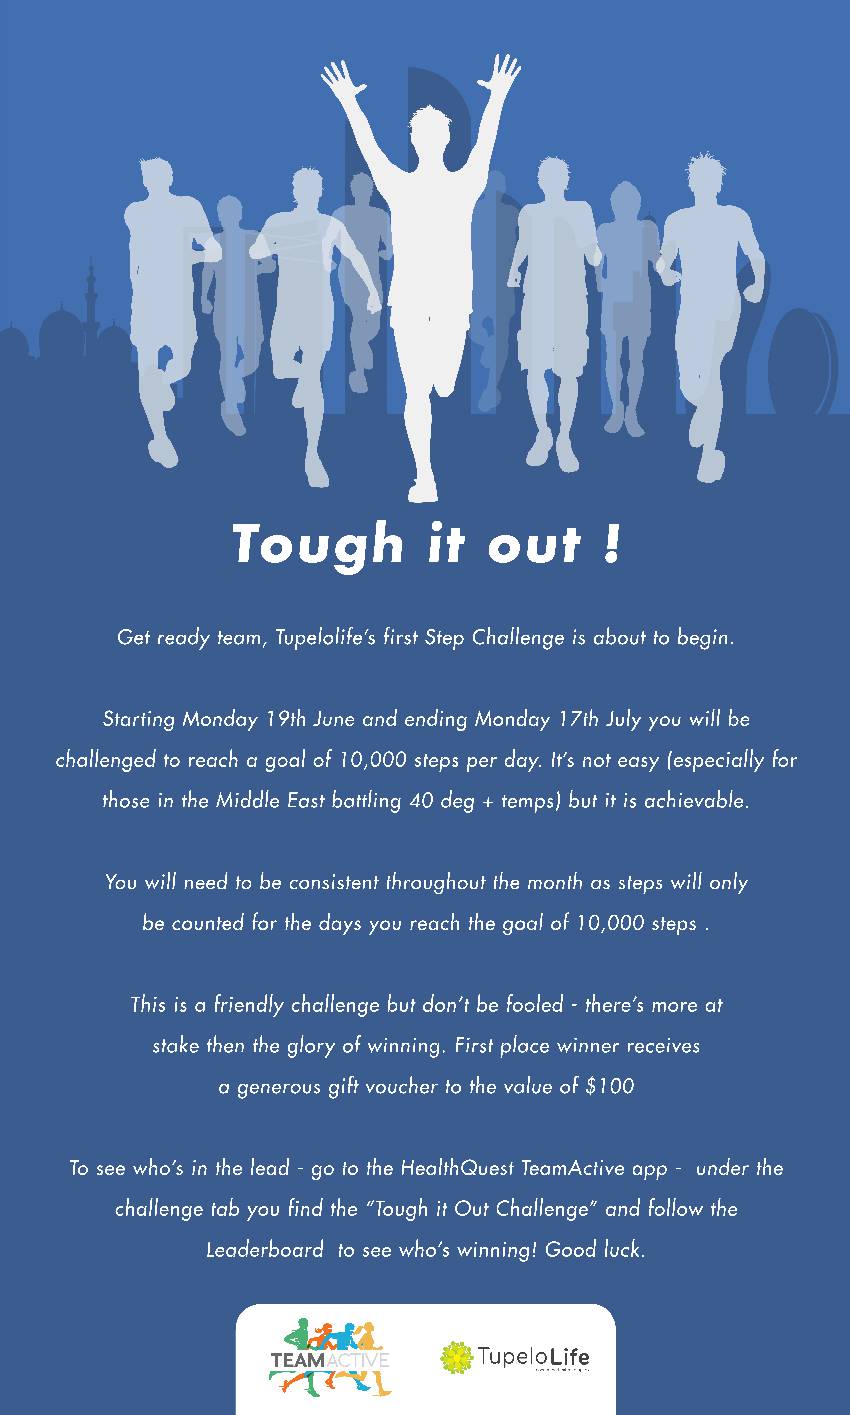 Tough it out !
Get ready team, Tupelolife’s first Step Challenge is about to begin.
Starting Monday 19th June and ending Monday 17th July you will be
challenged to reach a goal of 10,000 steps per day. It’s not easy (especially for
those in the Middle East battling 40 deg + temps) but it is achievable.
You will need to be consistent throughout the month as steps will only
be counted for the days you reach the goal of 10,000 steps .
This is a friendly challenge but don’t be fooled - there’s more at
stake then the glory of winning. First place winner receives
a generous gift voucher to the value of $100
To see who’s in the lead - go to the HealthQuest TeamActive app - under the
challenge tab you find the “Tough it Out Challenge” and follow the
Leaderboard to see who’s winning! Good luck.
TEAMACTIVE
TupeloLife